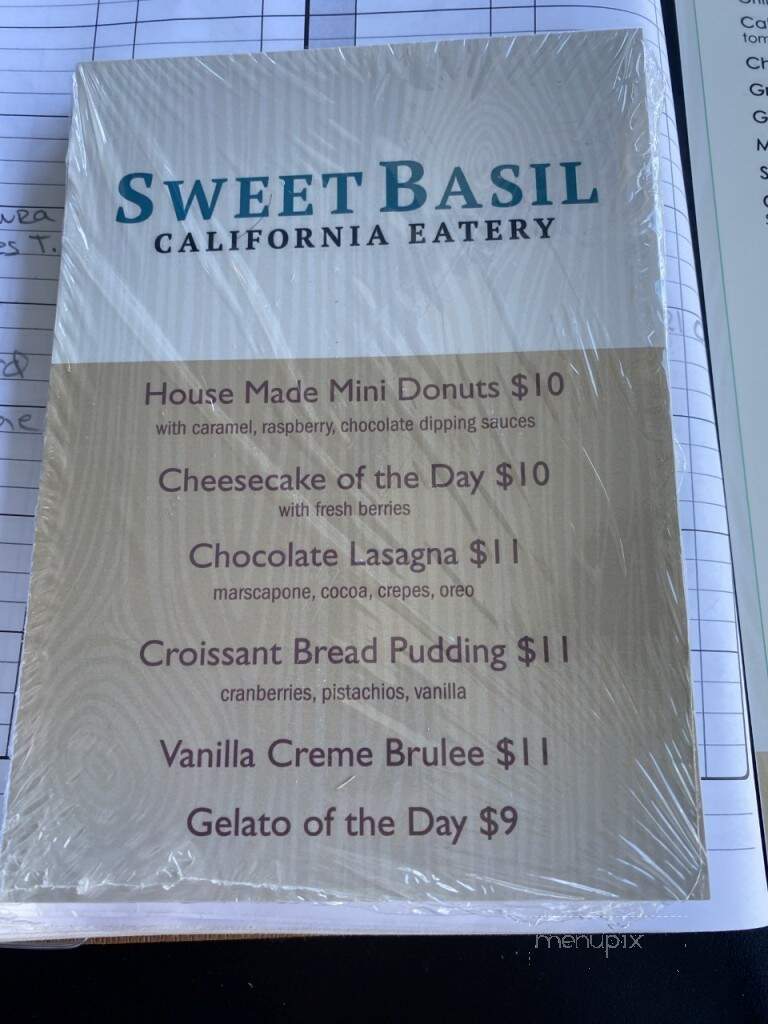 SWEET BASIL
CALIFORNIA EATERY
House Made Mini Donuts $10
with caramel, raspberry, chocolate dipping sauces
Cheesecake of the Day $10
with fresh berries
Chocolate Lasagna $11
marscapone, cocoa, crepes, oreo
Croissant Bread Pudding $11
cranberries, pistachios, vanilla
Vanilla Creme Brulee $11
Gelato of the Day $9
menupix